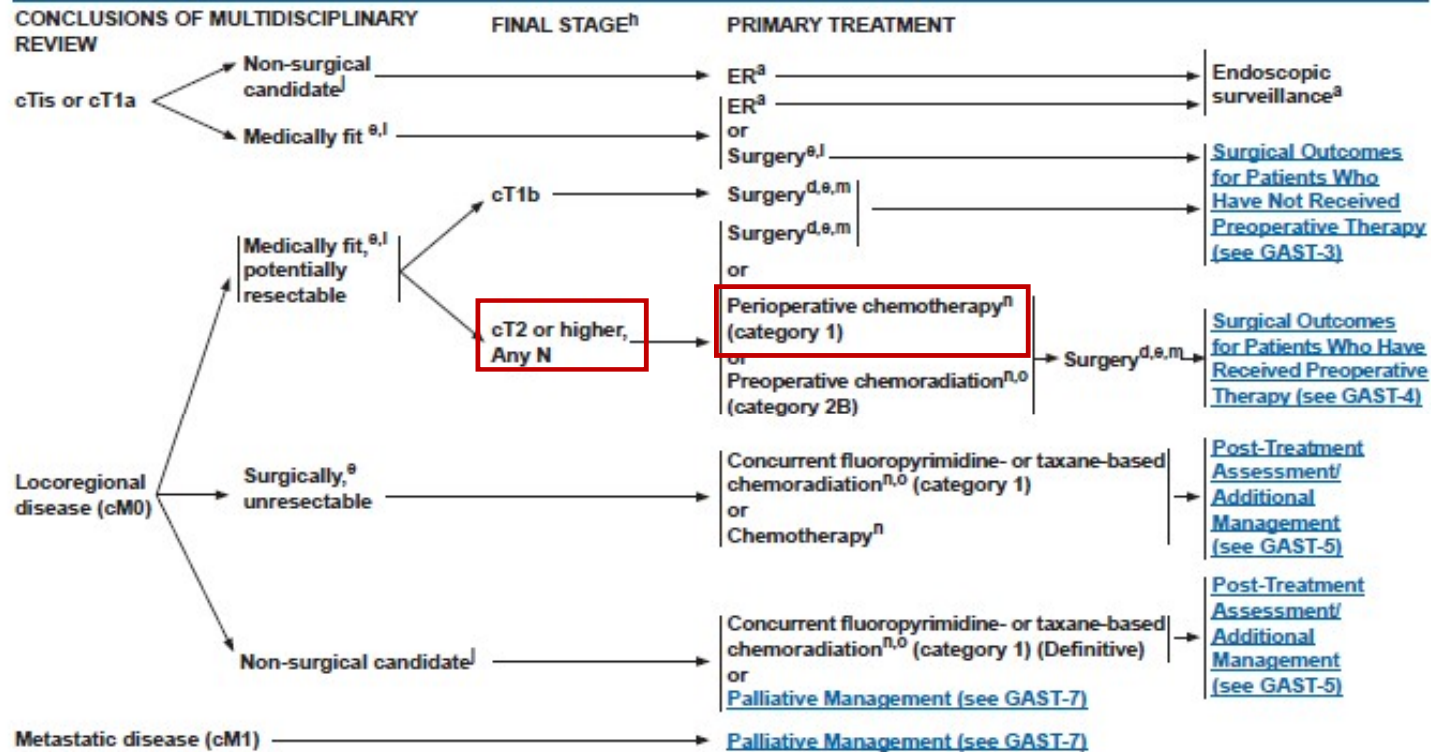 CONCLUSIONS OF MULTIDISCIPLINARY
REVIEW
FINAL STAGEʰ
PRIMARY TREATMENT
cTis or cT1a
Non-surgical
candidateʲ
ERᵃ
Endoscopic
surveillanceᵃ
Medically fit ᵉ,ˡ
ERᵃ
or
Surgeryᵉ,ˡ
Surgical Outcomes
for Patients Who
Have Not Received
Preoperative Therapy
(see GAST-3)
Locoregional
disease (cM0)
Medically fit,ᵉ,ˡ
potentially
resectable
cT1b
Surgeryᵈ,ᵉ,ᵐ
cT2 or higher,
Any N
Surgeryᵈ,ᵉ,ᵐ
or
Perioperative chemotherapyⁿ
(category 1)
or
Preoperative chemoradiationⁿ,ᵒ
(category 2B)
Surgeryᵈ,ᵉ,ᵐ
Surgical Outcomes
for Patients Who Have
Received Preoperative
Therapy (see GAST-4)
Surgically,ᵉ
unresectable
Concurrent fluoropyrimidine- or taxane-based
chemoradiationⁿ,ᵒ (category 1)
or
Chemotherapyⁿ
Post-Treatment
Assessment/
Additional
Management
(see GAST-5)
Non-surgical candidateʲ
Concurrent fluoropyrimidine- or taxane-based
chemoradiationⁿ,ᵒ (category 1) (Definitive)
or
Palliative Management (see GAST-7)
Post-Treatment
Assessment/
Additional
Management
(see GAST-5)
Metastatic disease (cM1)
Palliative Management (see GAST-7)